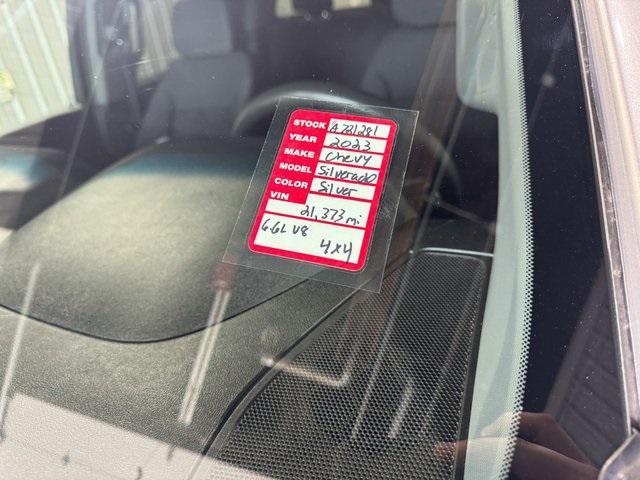 STOCK A721281
YEAR 2023
MAKE Chevy
MODEL Silverado
COLOR Silver
VIN
21,373 mi
6.6L V8
4x4